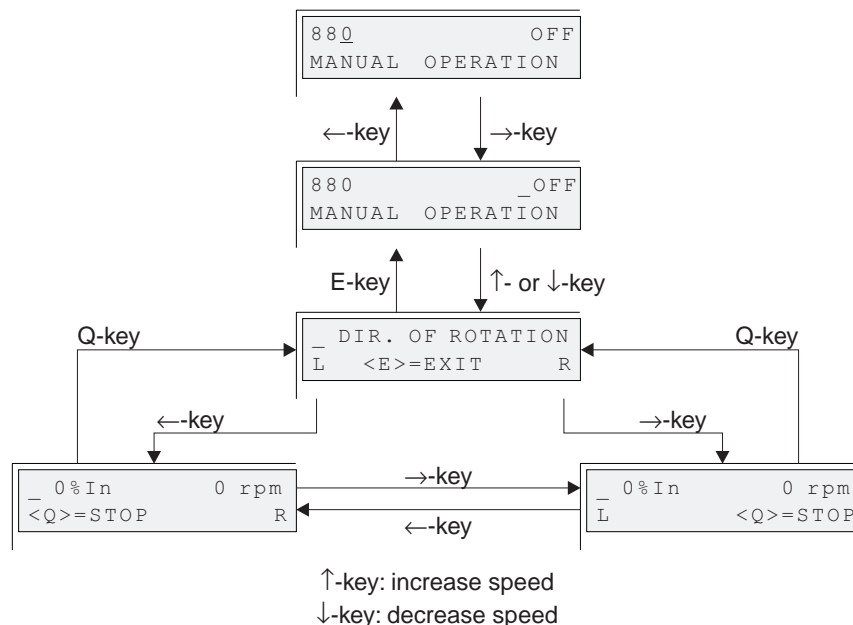 880 OFF
MANUAL OPERATION
←-key →-key
880 _OFF
MANUAL OPERATION
E-key ↑- or ↓-key
Q-key Q-key
_ DIR. OF ROTATION
L <E>=EXIT R
←-key →-key
_ 0%In 0 rpm
<Q>=STOP R
→-key
←-key
_ 0%In 0 rpm
L <Q>=STOP
↑-key: increase speed
↓-key: decrease speed